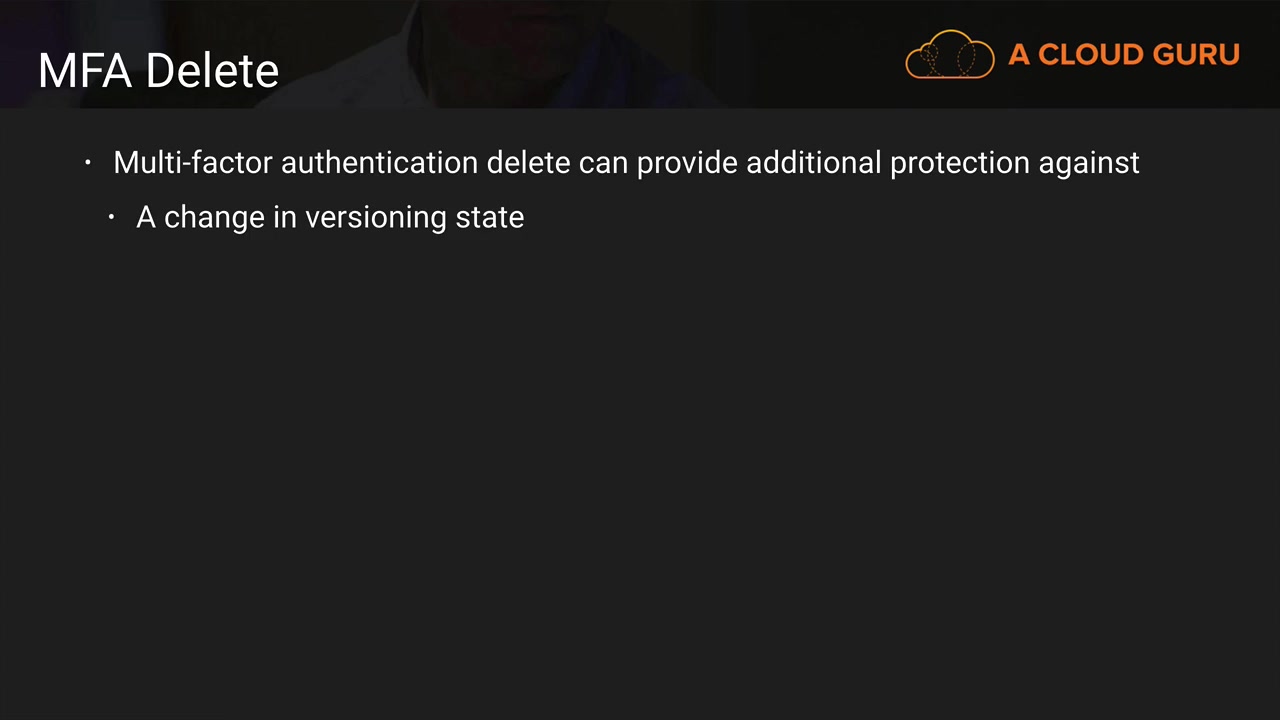 MFA Delete
A CLOUD GURU
· Multi-factor authentication delete can provide additional protection against
· A change in versioning state